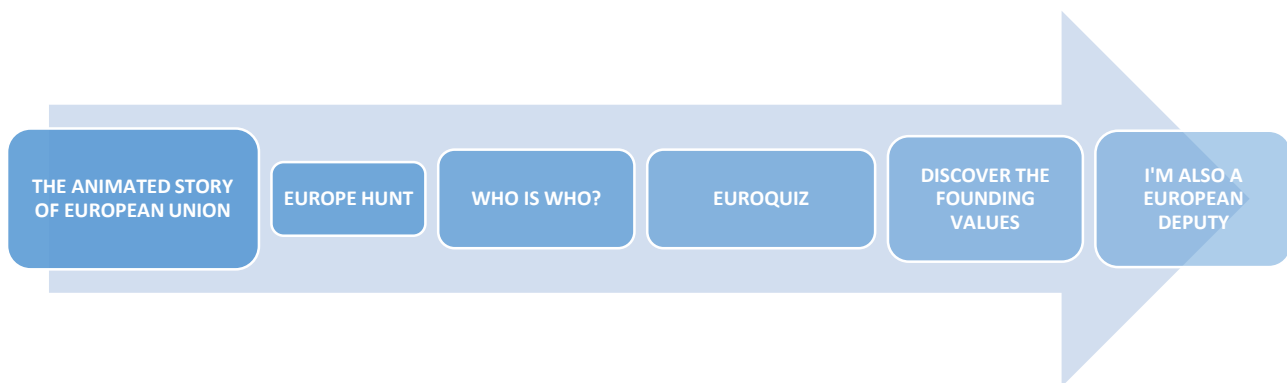 THE ANIMATED STORY
OF EUROPEAN UNION
EUROPE HUNT
WHO IS WHO?
EUROQUIZ
DISCOVER THE
FOUNDING
VALUES
I'M ALSO A
EUROPEAN
DEPUTY